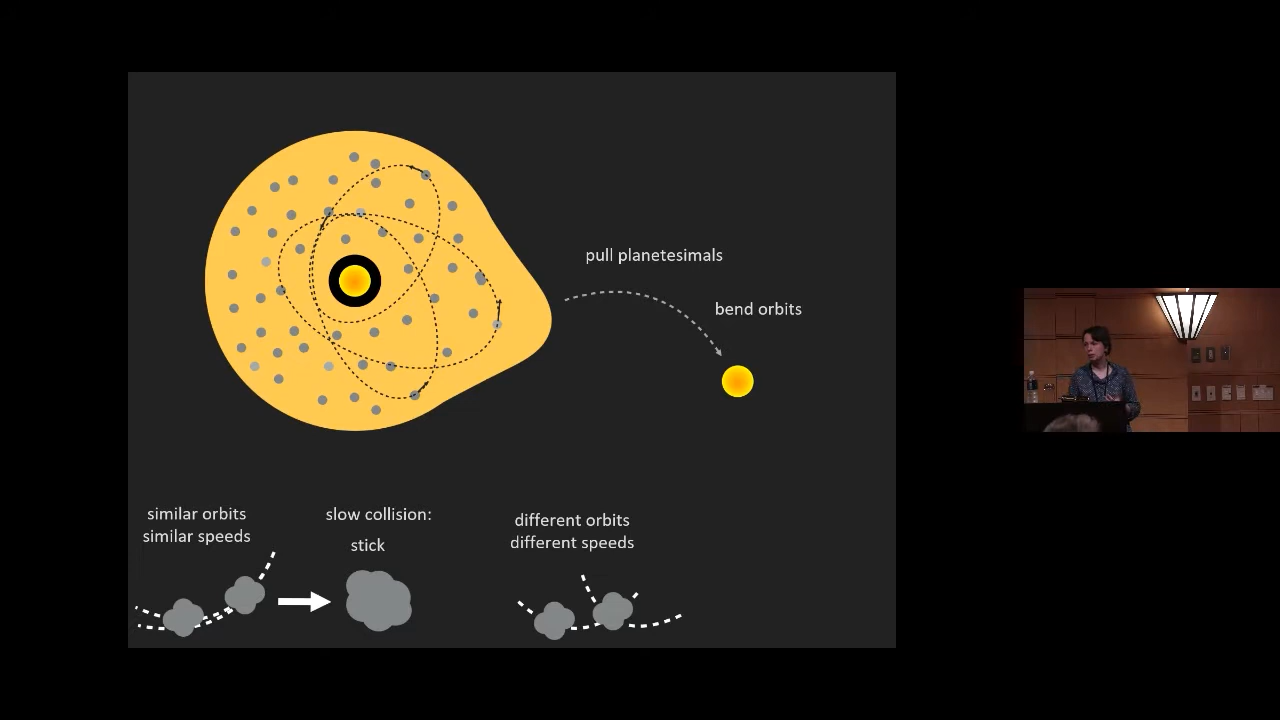 pull planetesimals
bend orbits
similar orbits
similar speeds
slow collision:
stick
different orbits
different speeds